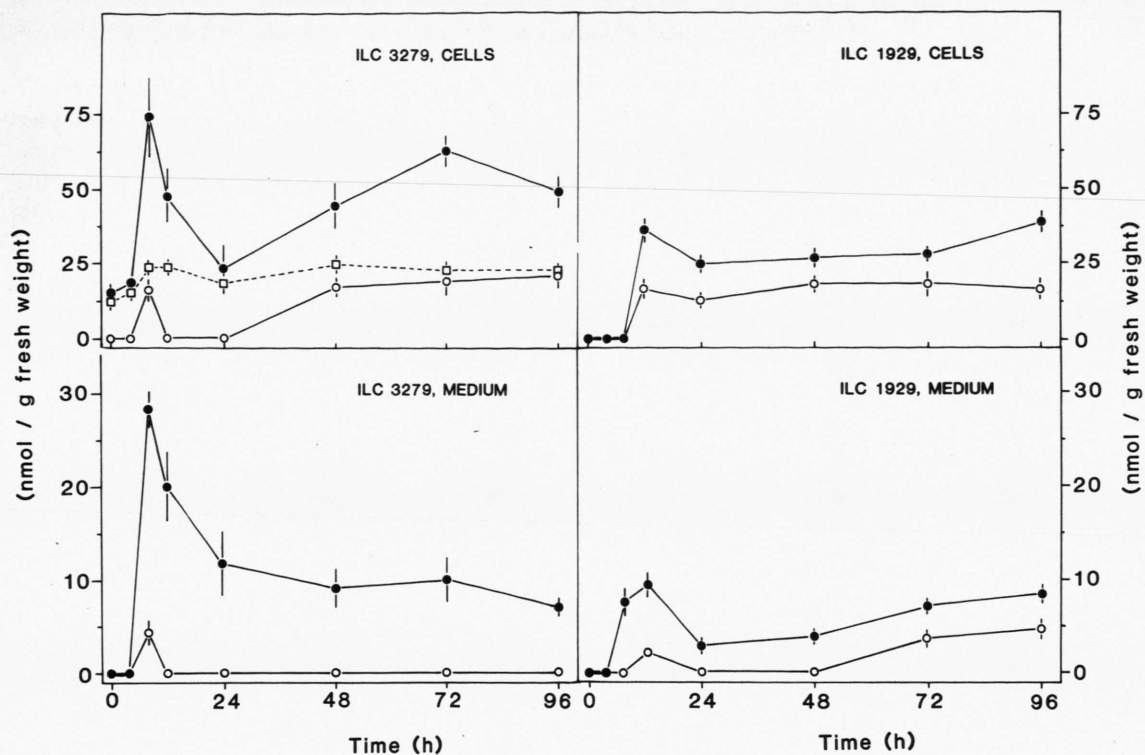 ILC 3279, CELLS
ILC 1929, CELLS
75
50
25
0
75
50
25
0
(nmol / g fresh weight)
(nmol / g fresh weight)
ILC 3279, MEDIUM
ILC 1929, MEDIUM
30
20
10
0
30
20
10
0
0 24 48 72 96
0 24 48 72 96
Time (h)
Time (h)